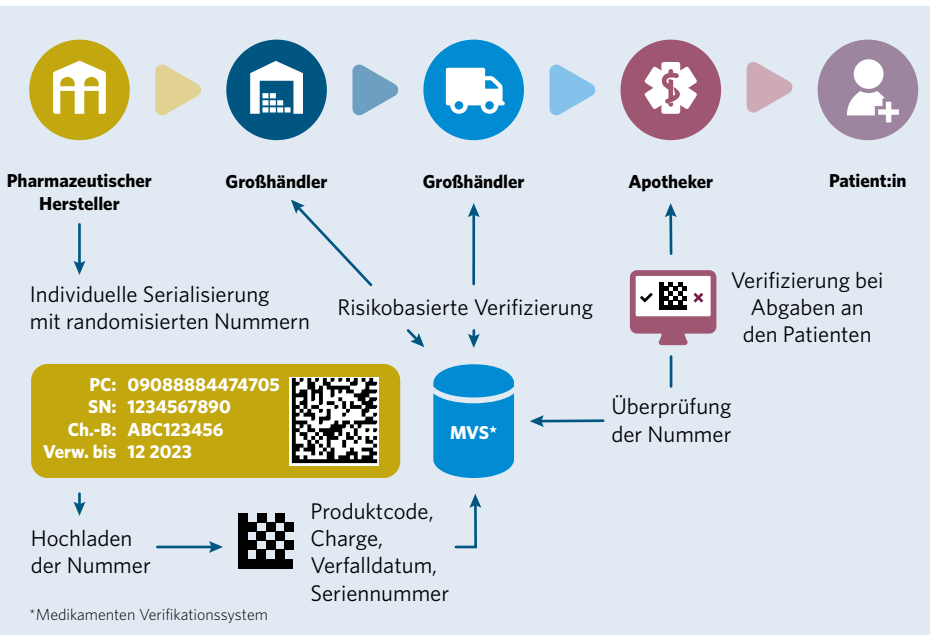 Pharmazeutischer
Hersteller
Großhändler
Großhändler
Apotheker
Patient:in
Individuelle Serialisierung
mit randomisierten Nummern
Risikobasierte Verifizierung
Verifizierung bei
Abgaben an
den Patienten
PC: 09088884474705
SN: 1234567890
Ch.-B: ABC123456
Verw. bis 12 2023
MVS*
Überprüfung
der Nummer
Hochladen
der Nummer
Produktcode,
Charge,
Verfalldatum,
Seriennummer
*Medikamenten Verifikationssystem